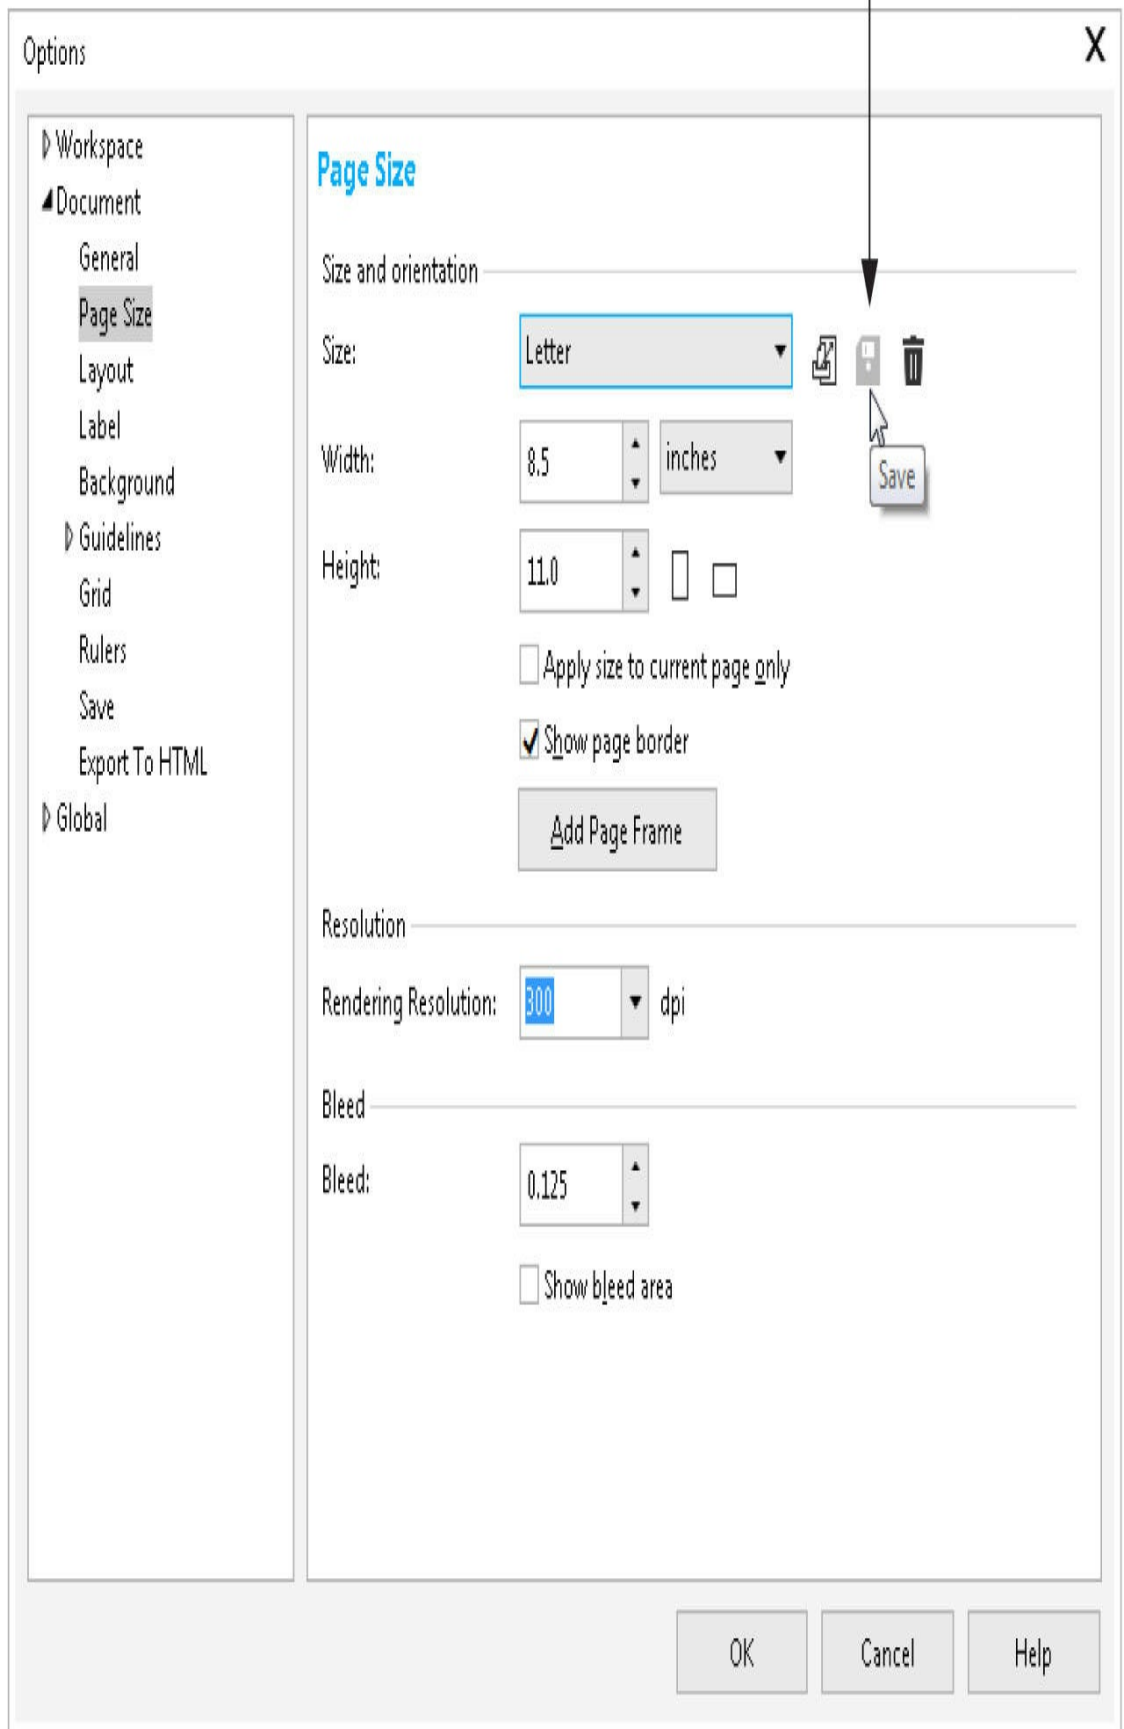 Options
X
Workspace
Document
General
Page Size
Layout
Label
Background
Guidelines
Grid
Rulers
Save
Export To HTML
Global
Page Size
Size and orientation
Size: Letter
Width: 8.5 inches
Save
Height: 11.0
Apply size to current page only
Show page border
Add Page Frame
Resolution
Rendering Resolution: 300 dpi
Bleed
Bleed: 0.125
Show bleed area
OK Cancel Help